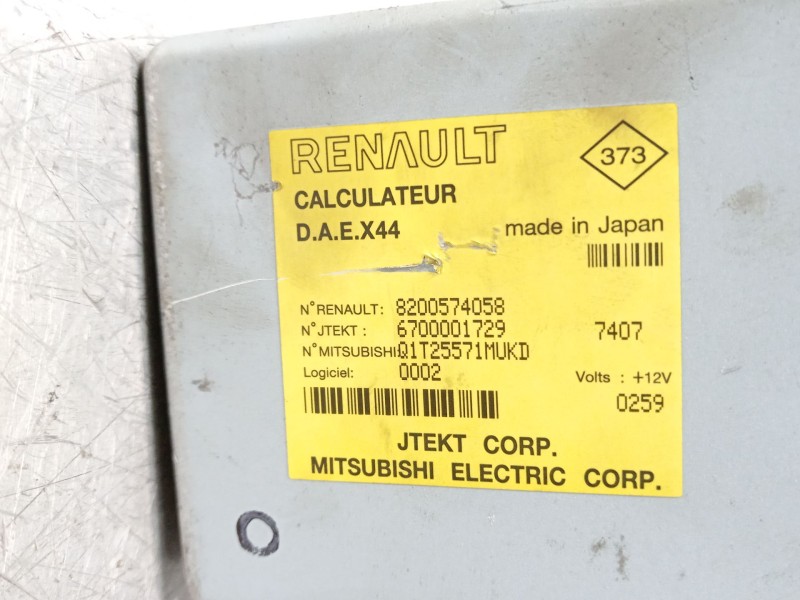 RENAULT
373
CALCULATEUR
D.A.E.X44
made in Japan
N°RENAULT: 8200574058
N°JTEKT : 6700001729 7407
N°MITSUBISHI:Q1T25571MUKD
Logiciel: 0002 Volts : +12V
0259
JTEKT CORP.
MITSUBISHI ELECTRIC CORP.